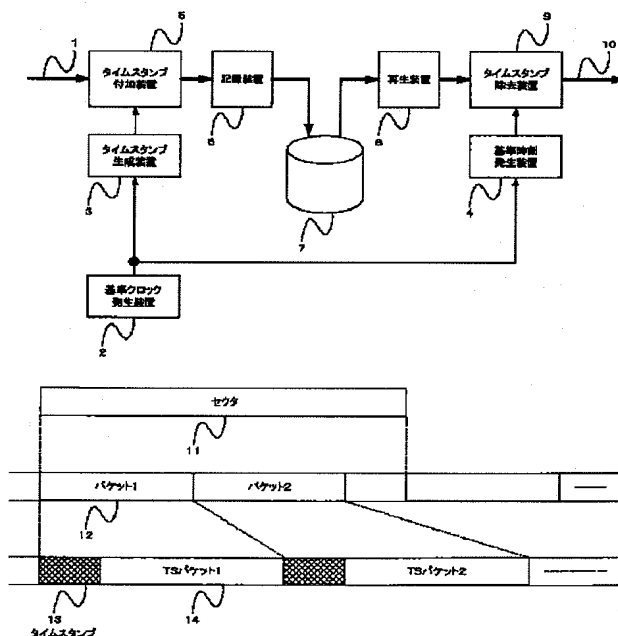 1
5
9
10
タイムスタンプ
付加装置
記録装置
再生装置
タイムスタンプ
除去装置
6
8
タイムスタンプ
生成装置
基準時刻
発生装置
3
7
4
基準クロック
発生装置
2
セクタ
11
パケット1
パケット2
12
TSパケット1
TSパケット2
13
14
タイムスタンプ